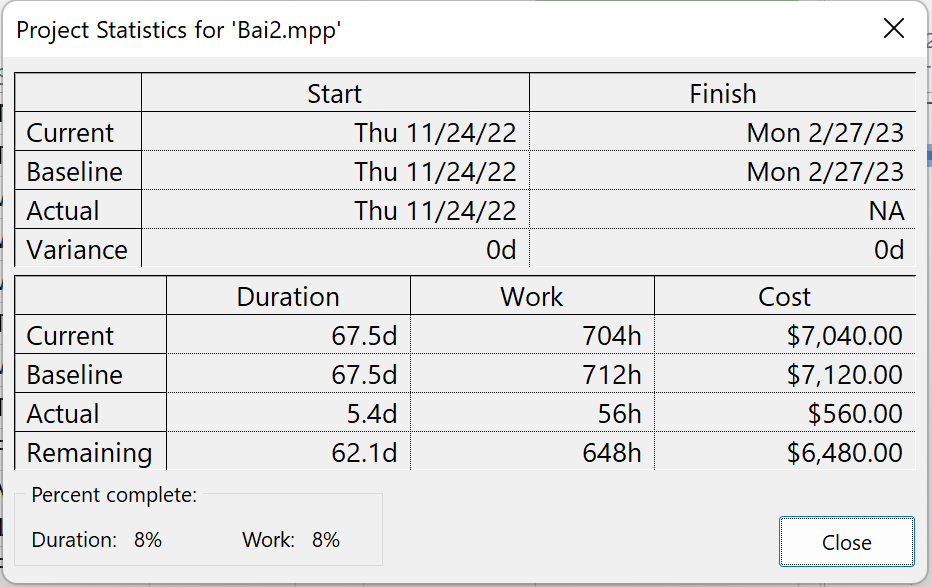 Project Statistics for 'Bai2.mpp'
Start Finish
Current Thu 11/24/22 Mon 2/27/23
Baseline Thu 11/24/22 Mon 2/27/23
Actual Thu 11/24/22 NA
Variance 0d 0d
Duration Work Cost
Current 67.5d 704h $7,040.00
Baseline 67.5d 712h $7,120.00
Actual 5.4d 56h $560.00
Remaining 62.1d 648h $6,480.00
Percent complete:
Duration: 8% Work: 8%
Close